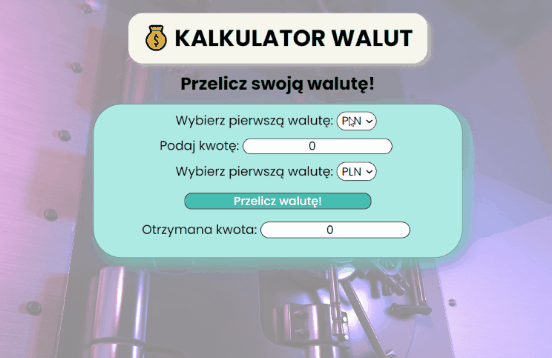 KALKULATOR WALUT
Przelicz swoją walutę!
Wybierz pierwszą walutę: PLN
Podaj kwotę: 0
Wybierz pierwszą walutę: PLN
Przelicz walutę!
Otrzymana kwota: 0